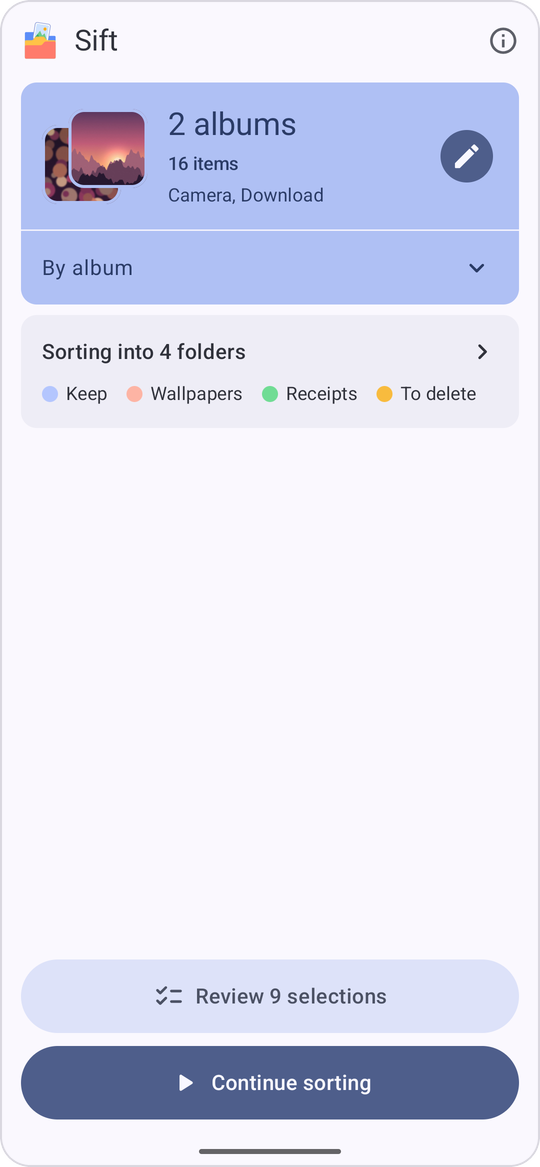 Sift
2 albums
16 items
Camera, Download
By album
Sorting into 4 folders
Keep
Wallpapers
Receipts
To delete
Review 9 selections
Continue sorting